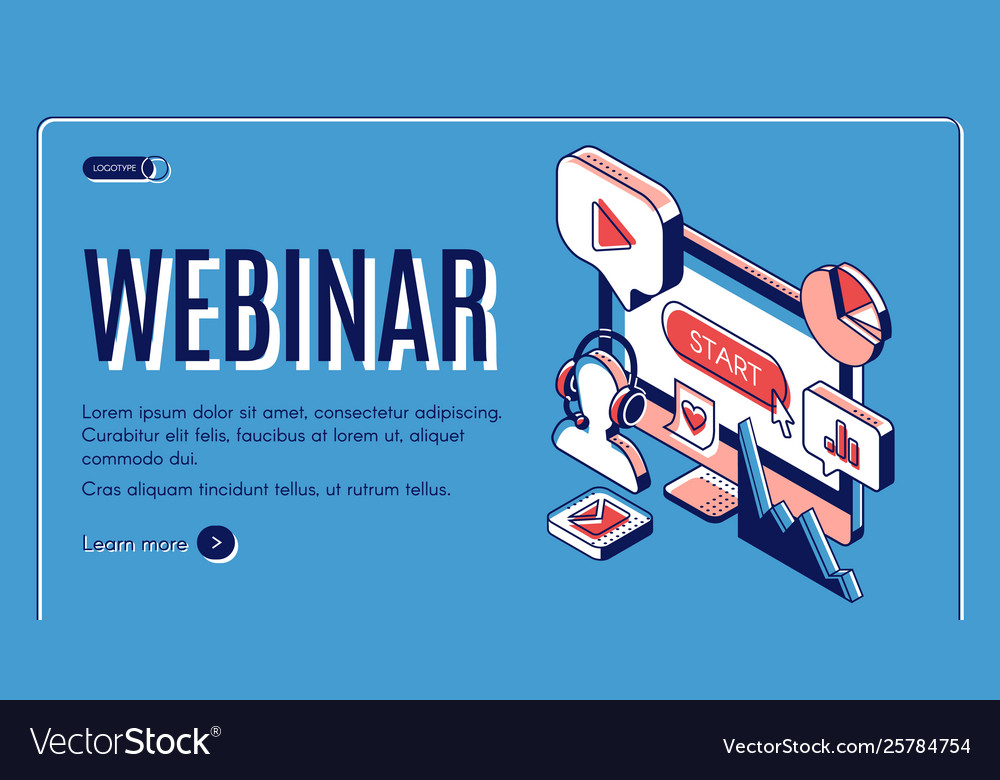 LOGOTYPE
WEBINAR
Lorem ipsum dolor sit amet, consectetur adipiscing.
Curabitur elit felis, faucibus at lorem ut, aliquet
commodo dui.
Cras aliquam tincidunt tellus, ut rutrum tellus.
Learn more >
START
VectorStock®
VectorStock.com/25784754